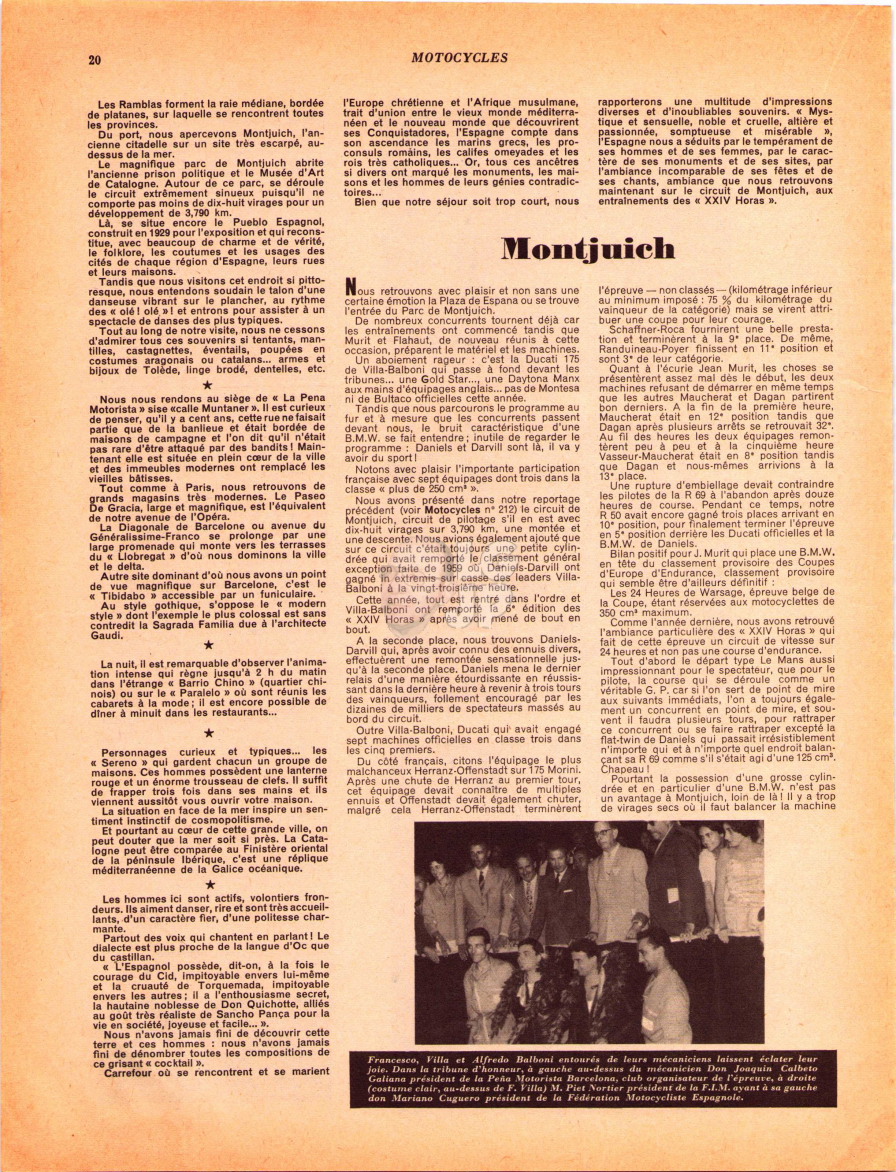 20
MOTOCYCLES
Les Ramblas forment la raie médiane, bordée
de platanes, sur laquelle se rencontrent toutes
les provinces.
Du port, nous apercevons Montjuich, l'an-
cienne citadelle sur un site très escarpé, au-
dessus de la mer.
Le magnifique parc de Montjuich abrite
l'ancienne prison politique et le Musée d'Art
de Catalogne. Autour de ce parc, se déroule
le circuit extrêmement sinueux puisqu'il ne
comporte pas moins de dix-huit virages pour un
développement de 3,790 km.
Là, se situe encore le Pueblo Espagnol,
construit en 1929 pour l'exposition et qui recons-
titue, avec beaucoup de charme et de vérité,
le folklore, les coutumes et les usages des
cités de chaque région d'Espagne, leurs rues
et leurs maisons.
Tandis que nous visitons cet endroit si pitto-
resque, nous entendons soudain le talon d'une
danseuse vibrant sur le plancher, au rythme
des « olé ! olé » ! et entrons pour assister à un
spectacle de danses des plus typiques.
Tout au long de notre visite, nous ne cessons
d'admirer tous ces souvenirs si tentants, man-
tilles, castagnettes, éventails, poupées en
costumes aragonais ou catalans... armes et
bijoux de Tolède, linge brodé, dentelles, etc.
★
Nous nous rendons au siège de « La Pena
Motorista » sise «calle Muntaner ». Il est curieux
de penser, qu'il y a cent ans, cette rue ne faisait
partie que de la banlieue et était bordée de
maisons de campagne et l'on dit qu'il n'était
pas rare d'être attaqué par des bandits ! Main-
tenant elle est située en plein cœur de la ville
et des immeubles modernes ont remplacé les
vieilles bâtisses.
Tout comme à Paris, nous retrouvons de
grands magasins très modernes. Le Paseo
De Gracia, large et magnifique, est l'équivalent
de notre avenue de l'Opéra.
La Diagonale de Barcelone ou avenue du
Généralissime-Franco se prolonge par une
large promenade qui monte vers les terrasses
du « Llobregat » d'où nous dominons la ville
et le delta.
Autre site dominant d'où nous avons un point
de vue magnifique sur Barcelone, c'est le
« Tibidabo » accessible par un funiculaire.
Au style gothique, s'oppose le « modern
style » dont l'exemple le plus colossal est sans
contredit la Sagrada Familia due à l'architecte
Gaudi.
★
La nuit, il est remarquable d'observer l'anima-
tion intense qui règne jusqu'à 2 h du matin
dans l'étrange « Barrio Chino » (quartier chi-
nois) ou sur le « Paralelo » où sont réunis les
cabarets à la mode ; il est encore possible de
dîner à minuit dans les restaurants...
★
Personnages curieux et typiques... les
« Sereno » qui gardent chacun un groupe de
maisons. Ces hommes possèdent une lanterne
rouge et un énorme trousseau de clefs. Il suffit
de frapper trois fois dans ses mains et ils
viennent aussitôt vous ouvrir votre maison.
La situation en face de la mer inspire un sen-
timent instinctif de cosmopolitisme.
Et pourtant au cœur de cette grande ville, on
peut douter que la mer soit si près. La Cata-
logne peut être comparée au Finistère oriental
de la péninsule Ibérique, c'est une réplique
méditerranéenne de la Galice océanique.
★
Les hommes ici sont actifs, volontiers fron-
deurs. Ils aiment danser, rire et sont très accueil-
lants, d'un caractère fier, d'une politesse char-
mante.
Partout des voix qui chantent en parlant ! Le
dialecte est plus proche de la langue d'Oc que
du castillan.
« L'Espagnol possède, dit-on, à la fois le
courage du Cid, impitoyable envers lui-même
et la cruauté de Torquemada, impitoyable
envers les autres ; il a l'enthousiasme secret,
la hautaine noblesse de Don Quichotte, alliés
au goût très réaliste de Sancho Pança pour la
vie en société, joyeuse et facile... ».
Nous n'avons jamais fini de découvrir cette
terre et ces hommes : nous n'avons jamais
fini de dénombrer toutes les compositions de
ce grisant « cocktail ».
Carrefour où se rencontrent et se marient
l'Europe chrétienne et l'Afrique musulmane,
trait d'union entre le vieux monde méditerra-
néen et le nouveau monde que découvrirent
ses Conquistadores, l'Espagne compte dans
son ascendance les marins grecs, les pro-
consuls romains, les califes omeyades et les
rois très catholiques... Or, tous ces ancêtres
si divers ont marqué les monuments, les mai-
sons et les hommes de leurs génies contradic-
toires...
Bien que notre séjour soit trop court, nous
rapporterons une multitude d'impressions
diverses et d'inoubliables souvenirs. « Mys-
tique et sensuelle, noble et cruelle, altière et
passionnée, somptueuse et misérable »,
l'Espagne nous a séduits par le tempérament de
ses hommes et de ses femmes, par le carac-
tère de ses monuments et de ses sites, par
l'ambiance incomparable de ses fêtes et de
ses chants, ambiance que nous retrouvons
maintenant sur le circuit de Montjuich, aux
entraînements des « XXIV Horas ».
Montjuich
Nous retrouvons avec plaisir et non sans une
certaine émotion la Plaza de Espana ou se trouve
l'entrée du Parc de Montjuich.
De nombreux concurrents tournent déjà car
les entraînements ont commencé tandis que
Murit et Flahaut, de nouveau réunis à cette
occasion, préparent le matériel et les machines.
Un aboiement rageur : c'est la Ducati 175
de Villa-Balboni qui passe à fond devant les
tribunes... une Gold Star..., une Daytona Manx
aux mains d'équipages anglais... pas de Montesa
ni de Bultaco officielles cette année.
Tandis que nous parcourons le programme au
fur et à mesure que les concurrents passent
devant nous, le bruit caractéristique d'une
B.M.W. se fait entendre ; inutile de regarder le
programme : Daniels et Darvill sont là, il va y
avoir du sport !
Notons avec plaisir l'importante participation
française avec sept équipages dont trois dans la
classe « plus de 250 cm³ ».
Nous avons présenté dans notre reportage
précédent (voir Motocycles n° 212) le circuit de
Montjuich, circuit de pilotage s'il en est avec
dix-huit virages sur 3,790 km, une montée et
une descente. Nous avions également ajouté que
sur ce circuit c'était toujours une petite cylin-
drée qui avait remporté le classement général
exception faite de 1959 où Daniels-Darvill ont
gagné in extremis sur casse des leaders Villa-
Balboni à la vingt-troisième heure.
Cette année, tout est rentré dans l'ordre et
Villa-Balboni ont remporté la 6ᵉ édition des
« XXIV Horas » après avoir mené de bout en
bout.
A la seconde place, nous trouvons Daniels-
Darvill qui, après avoir connu des ennuis divers,
effectuèrent une remontée sensationnelle jus-
qu'à la seconde place. Daniels mena le dernier
relais d'une manière étourdissante en réussis-
sant dans la dernière heure à revenir à trois tours
des vainqueurs, follement encouragé par les
dizaines de milliers de spectateurs massés au
bord du circuit.
Outre Villa-Balboni, Ducati qui avait engagé
sept machines officielles en classe trois dans
les cinq premiers.
Du côté français, citons l'équipage le plus
malchanceux Herranz-Offenstadt sur 175 Morini.
Après une chute de Herranz au premier tour,
cet équipage devait connaître de multiples
ennuis et Offenstadt devait également chuter,
malgré cela Herranz-Offenstadt terminèrent
l'épreuve — non classés — (kilométrage inférieur
au minimum imposé : 75 % du kilométrage du
vainqueur de la catégorie) mais se virent attri-
buer une coupe pour leur courage.
Schaffner-Roca fournirent une belle presta-
tion et terminèrent à la 9ᵉ place. De même,
Randuineau-Poyer finissent en 11ᵉ position et
sont 3ᵉ de leur catégorie.
Quant à l'écurie Jean Murit, les choses se
présentèrent assez mal dès le début, les deux
machines refusant de démarrer en même temps
que les autres Maucherat et Dagan partirent
bon derniers. A la fin de la première heure,
Maucherat était en 12ᵉ position tandis que
Dagan après plusieurs arrêts se retrouvait 32ᵉ.
Au fil des heures les deux équipages remon-
tèrent peu à peu et à la cinquième heure
Vasseur-Maucherat était en 8ᵉ position tandis
que Dagan et nous-mêmes arrivions à la
13ᵉ place.
Une rupture d'embiellage devait contraindre
les pilotes de la R 69 à l'abandon après douze
heures de course. Pendant ce temps, notre
R 50 avait encore gagné trois places arrivant en
10ᵉ position, pour finalement terminer l'épreuve
en 5ᵉ position derrière les Ducati officielles et la
B.M.W. de Daniels.
Bilan positif pour J. Murit qui place une B.M.W.
en tête du classement provisoire des Coupes
d'Europe d'Endurance, classement provisoire
qui semble être d'ailleurs définitif :
Les 24 Heures de Warsage, épreuve belge de
la Coupe, étant réservées aux motocyclettes de
350 cm³ maximum.
Comme l'année dernière, nous avons retrouvé
l'ambiance particulière des « XXIV Horas » qui
fait de cette épreuve un circuit de vitesse sur
24 heures et non pas une course d'endurance.
Tout d'abord le départ type Le Mans aussi
impressionnant pour le spectateur, que pour le
pilote, la course qui se déroule comme un
véritable G. P. car si l'on sert de point de mire
aux suivants immédiats, l'on a toujours égale-
ment un concurrent en point de mire, et sou-
vent il faudra plusieurs tours, pour rattraper
ce concurrent ou se faire rattraper excepté la
flat-twin de Daniels qui passait irrésistiblement
n'importe qui et à n'importe quel endroit balan-
çant sa R 69 comme s'il s'était agi d'une 125 cm³.
Chapeau !
Pourtant la possession d'une grosse cylin-
drée et en particulier d'une B.M.W. n'est pas
un avantage à Montjuich, loin de là ! Il y a trop
de virages secs où il faut balancer la machine
Francesco, Villa et Alfredo Balboni entourés de leurs mécaniciens laissent éclater leur
joie. Dans la tribune d'honneur, à gauche au-dessus du mécanicien Don Joaquin Calbeto
Galiana président de la Peña Motorista Barcelona, club organisateur de l'épreuve, à droite
(costume clair, au-dessus de F. Villa) M. Piet Nortier président de la F.I.M. ayant à sa gauche
don Mariano Cuguero président de la Fédération Motocycliste Espagnole.